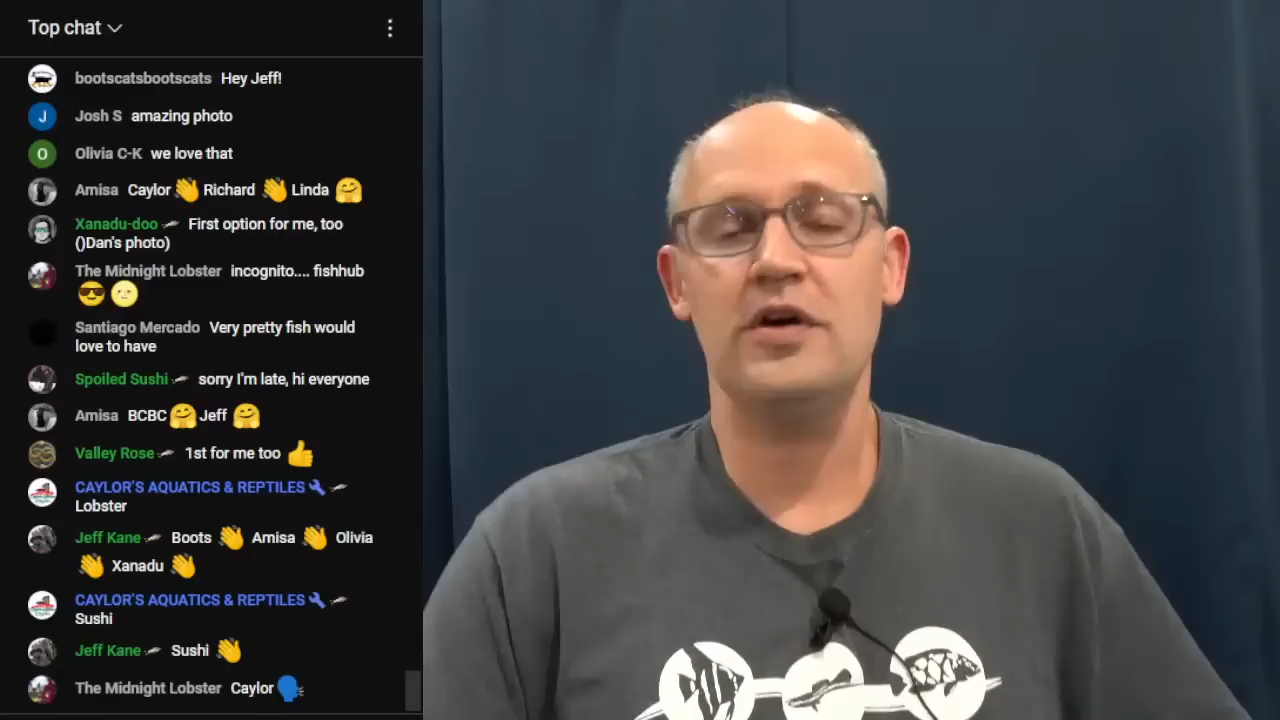 Top chat
bootscatsbootscats Hey Jeff!
J Josh S amazing photo
O Olivia C-K we love that
Amisa Caylor👋Richard 👋Linda 🤗
Xanadu-doo First option for me, too
()Dan's photo)
The Midnight Lobster incognito.... fishhub
😎 🌝
Santiago Mercado Very pretty fish would
love to have
Spoiled Sushi sorry I'm late, hi everyone
Amisa BCBC🤗Jeff 🤗
Valley Rose 1st for me too 👍
CAYLOR'S AQUATICS & REPTILES
Lobster
Jeff Kane Boots 👋 Amisa 👋 Olivia
👋 Xanadu 👋
CAYLOR'S AQUATICS & REPTILES
Sushi
Jeff Kane Sushi 👋
The Midnight Lobster Caylor🗣